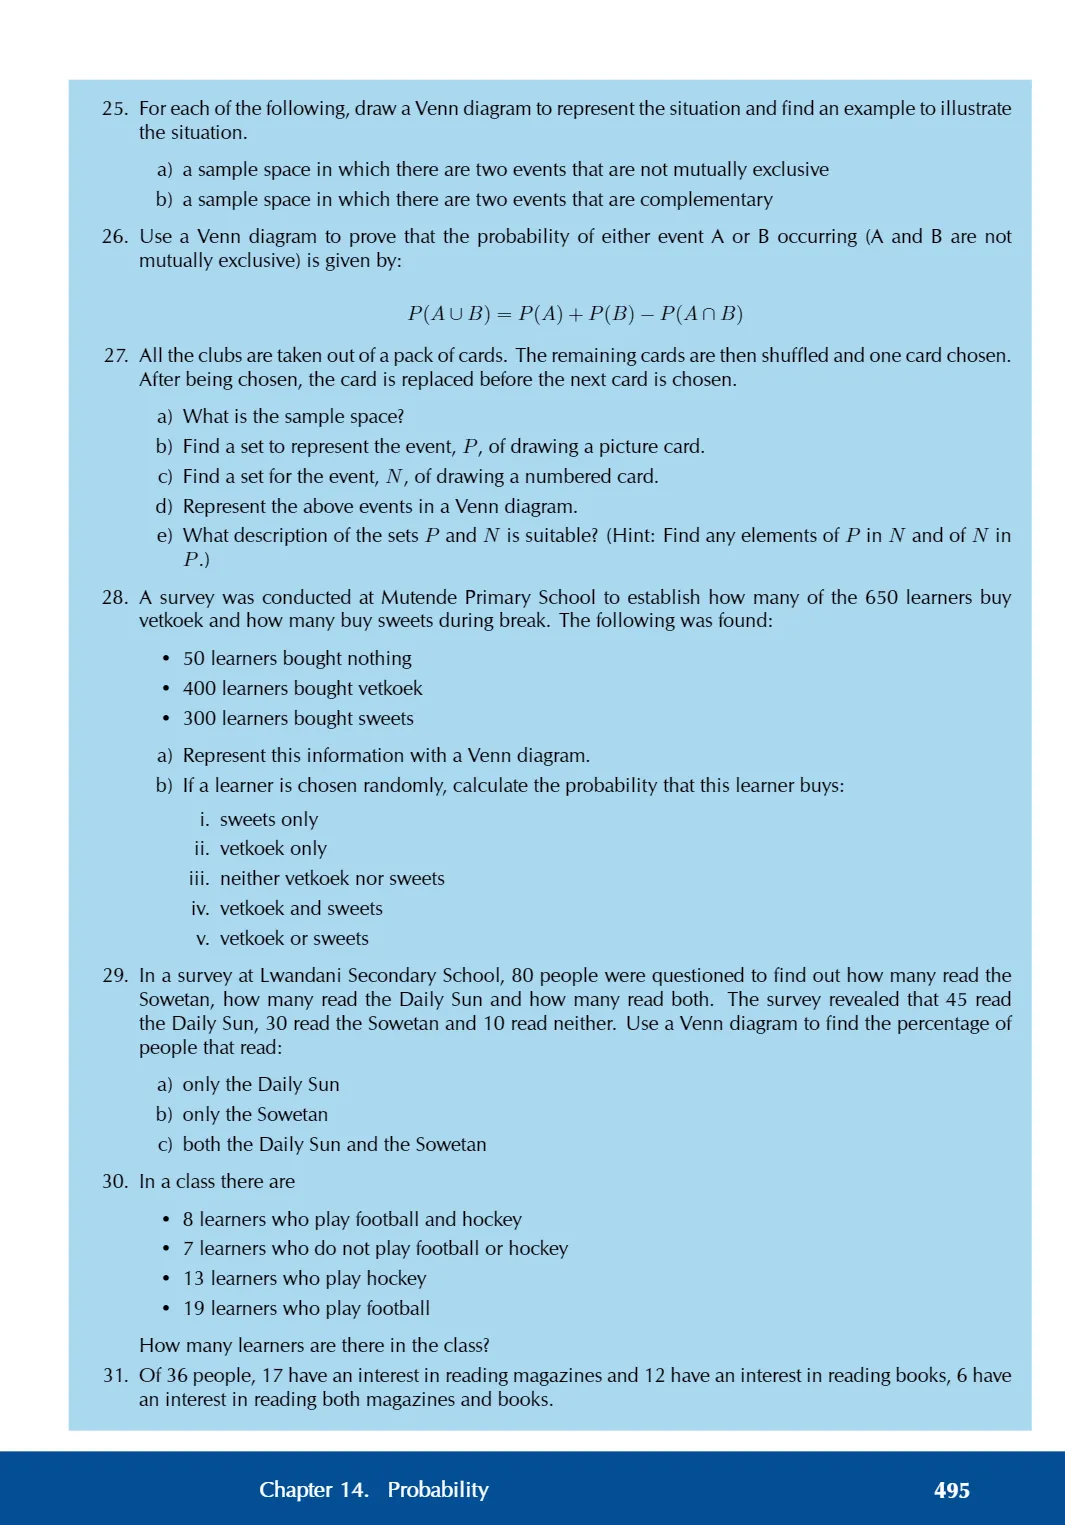 25. For each of the following, draw a Venn diagram to represent the situation and find an example to illustrate
the situation.
a) a sample space in which there are two events that are not mutually exclusive
b) a sample space in which there are two events that are complementary
26. Use a Venn diagram to prove that the probability of either event A or B occurring (A and B are not
mutually exclusive) is given by:
P(A ∪ B) = P(A) + P(B) − P(A ∩ B)
27. All the clubs are taken out of a pack of cards. The remaining cards are then shuffled and one card chosen.
After being chosen, the card is replaced before the next card is chosen.
a) What is the sample space?
b) Find a set to represent the event, P, of drawing a picture card.
c) Find a set for the event, N, of drawing a numbered card.
d) Represent the above events in a Venn diagram.
e) What description of the sets P and N is suitable? (Hint: Find any elements of P in N and of N in
P.)
28. A survey was conducted at Mutende Primary School to establish how many of the 650 learners buy
vetkoek and how many buy sweets during break. The following was found:
• 50 learners bought nothing
• 400 learners bought vetkoek
• 300 learners bought sweets
a) Represent this information with a Venn diagram.
b) If a learner is chosen randomly, calculate the probability that this learner buys:
i. sweets only
ii. vetkoek only
iii. neither vetkoek nor sweets
iv. vetkoek and sweets
v. vetkoek or sweets
29. In a survey at Lwandani Secondary School, 80 people were questioned to find out how many read the
Sowetan, how many read the Daily Sun and how many read both. The survey revealed that 45 read
the Daily Sun, 30 read the Sowetan and 10 read neither. Use a Venn diagram to find the percentage of
people that read:
a) only the Daily Sun
b) only the Sowetan
c) both the Daily Sun and the Sowetan
30. In a class there are
• 8 learners who play football and hockey
• 7 learners who do not play football or hockey
• 13 learners who play hockey
• 19 learners who play football
How many learners are there in the class?
31. Of 36 people, 17 have an interest in reading magazines and 12 have an interest in reading books, 6 have
an interest in reading both magazines and books.
Chapter 14. Probability 495